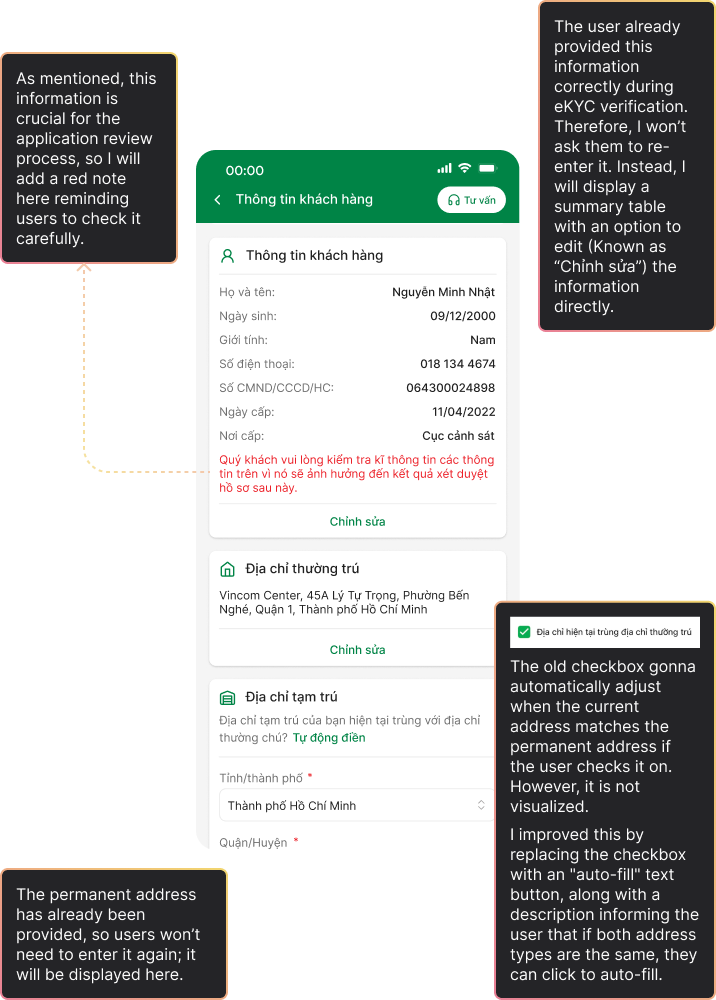 The user already
provided this
information
correctly during
eKYC verification.
Therefore, I won’t
ask them to re-
enter it. Instead, I
will display a
summary table
with an option to
edit (Known as
“Chỉnh sửa”) the
information
directly.
As mentioned, this
information is
crucial for the
application review
process, so I will
add a red note
here reminding
users to check it
carefully.
00:00
Thông tin khách hàng
Tư vấn
Thông tin khách hàng
Họ và tên: Nguyễn Minh Nhật
Ngày sinh: 09/12/2000
Giới tính: Nam
Số điện thoại: 018 134 4674
Số CMND/CCCD/HC: 064300024898
Ngày cấp: 11/04/2022
Nơi cấp: Cục cảnh sát
Quý khách vui lòng kiểm tra kĩ thông tin các thông
tin trên vì nó sẽ ảnh hưởng đến kết quả xét duyệt
hồ sơ sau này.
Chỉnh sửa
Địa chỉ thường trú
Vincom Center, 45A Lý Tự Trọng, Phường Bến
Nghé, Quận 1, Thành phố Hồ Chí Minh
Chỉnh sửa
Địa chỉ tạm trú
Địa chỉ tạm trú của bạn hiện tại trùng với địa chỉ
thường chú? Tự động điền
Tỉnh/thành phố *
Thành phố Hồ Chí Minh
Quận/Huyện *
Địa chỉ hiện tại trùng địa chỉ thường trú
The old checkbox gonna
automatically adjust
when the current
address matches the
permanent address if
the user checks it on.
However, it is not
visualized.
I improved this by
replacing the checkbox
with an "auto-fill" text
button, along with a
description informing the
user that if both address
types are the same, they
can click to auto-fill.
The permanent address
has already been
provided, so users won’t
need to enter it again; it
will be displayed here.